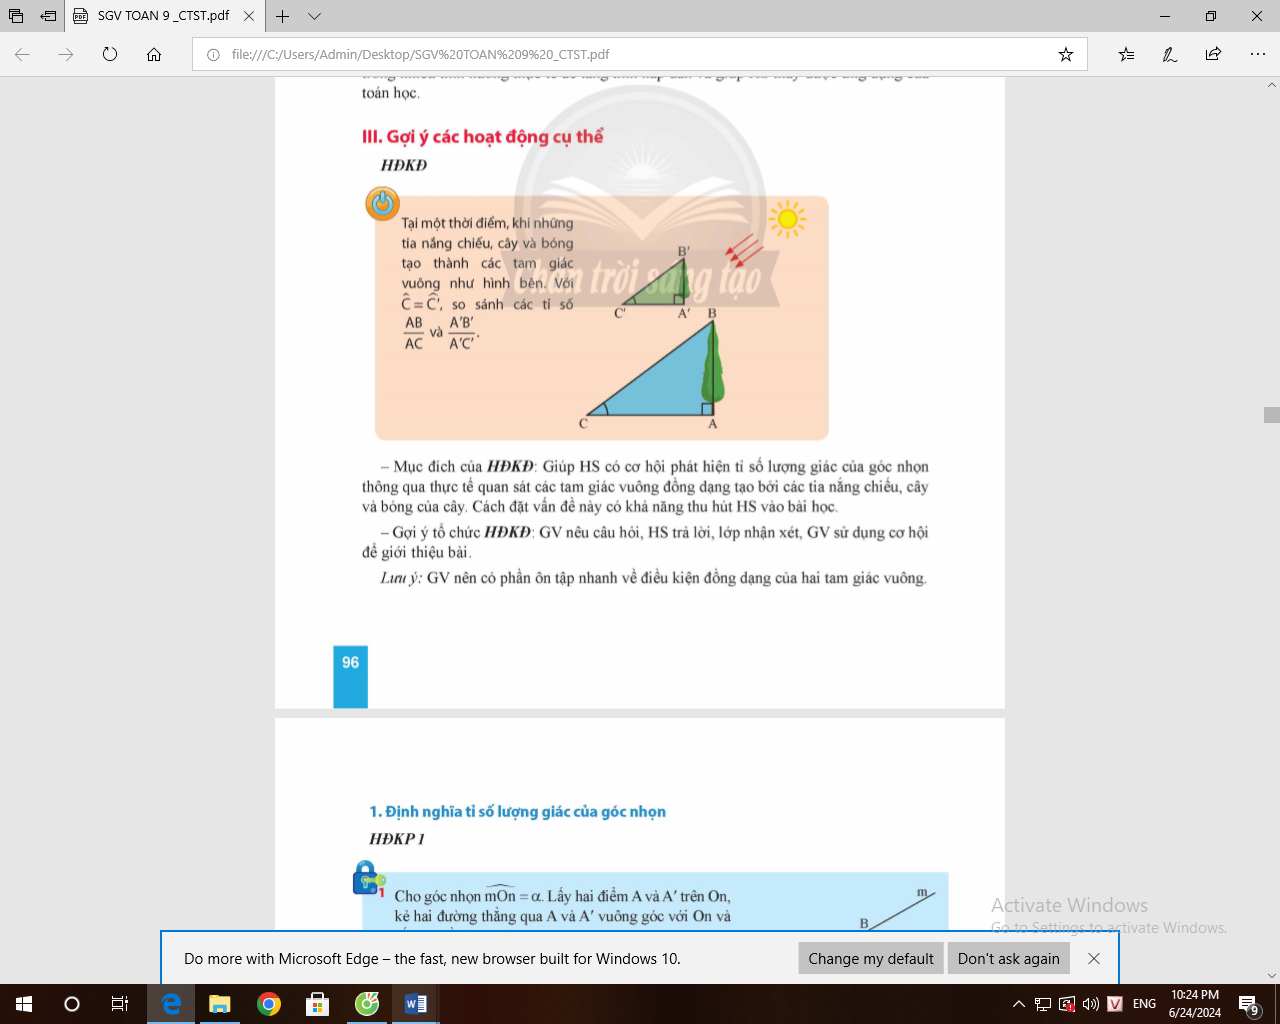 SGV TOAN 9 _CTST.pdf
file:///C:/Users/Admin/Desktop/SGV%20TOAN%209%20_CTST.pdf
toán học.
III. Gợi ý các hoạt động cụ thể
HĐKĐ
Tại một thời điểm, khi những
tia nắng chiếu, cây và bóng
tạo thành các tam giác
vuông như hình bên. Với
Ĉ = Ĉ′, so sánh các tỉ số
AB/AC và A′B′/A′C′.
B′
C′ A′ B
C A
Chân trời sáng tạo
– Mục đích của HĐKĐ: Giúp HS có cơ hội phát hiện tỉ số lượng giác của góc nhọn
thông qua thực tế quan sát các tam giác vuông đồng dạng tạo bởi các tia nắng chiếu, cây
và bóng của cây. Cách đặt vấn đề này có khả năng thu hút HS vào bài học.
– Gợi ý tổ chức HĐKĐ: GV nêu câu hỏi, HS trả lời, lớp nhận xét, GV sử dụng cơ hội
để giới thiệu bài.
Lưu ý: GV nên có phần ôn tập nhanh về điều kiện đồng dạng của hai tam giác vuông.
96
1. Định nghĩa tỉ số lượng giác của góc nhọn
HĐKP 1
1
Cho góc nhọn mOn = α. Lấy hai điểm A và A′ trên On,
kẻ hai đường thẳng qua A và A′ vuông góc với On và
m
B
Activate Windows
Go to Settings to activate Windows.
Do more with Microsoft Edge – the fast, new browser built for Windows 10.
Change my default
Don't ask again
ENG
10:24 PM
6/24/2024
9